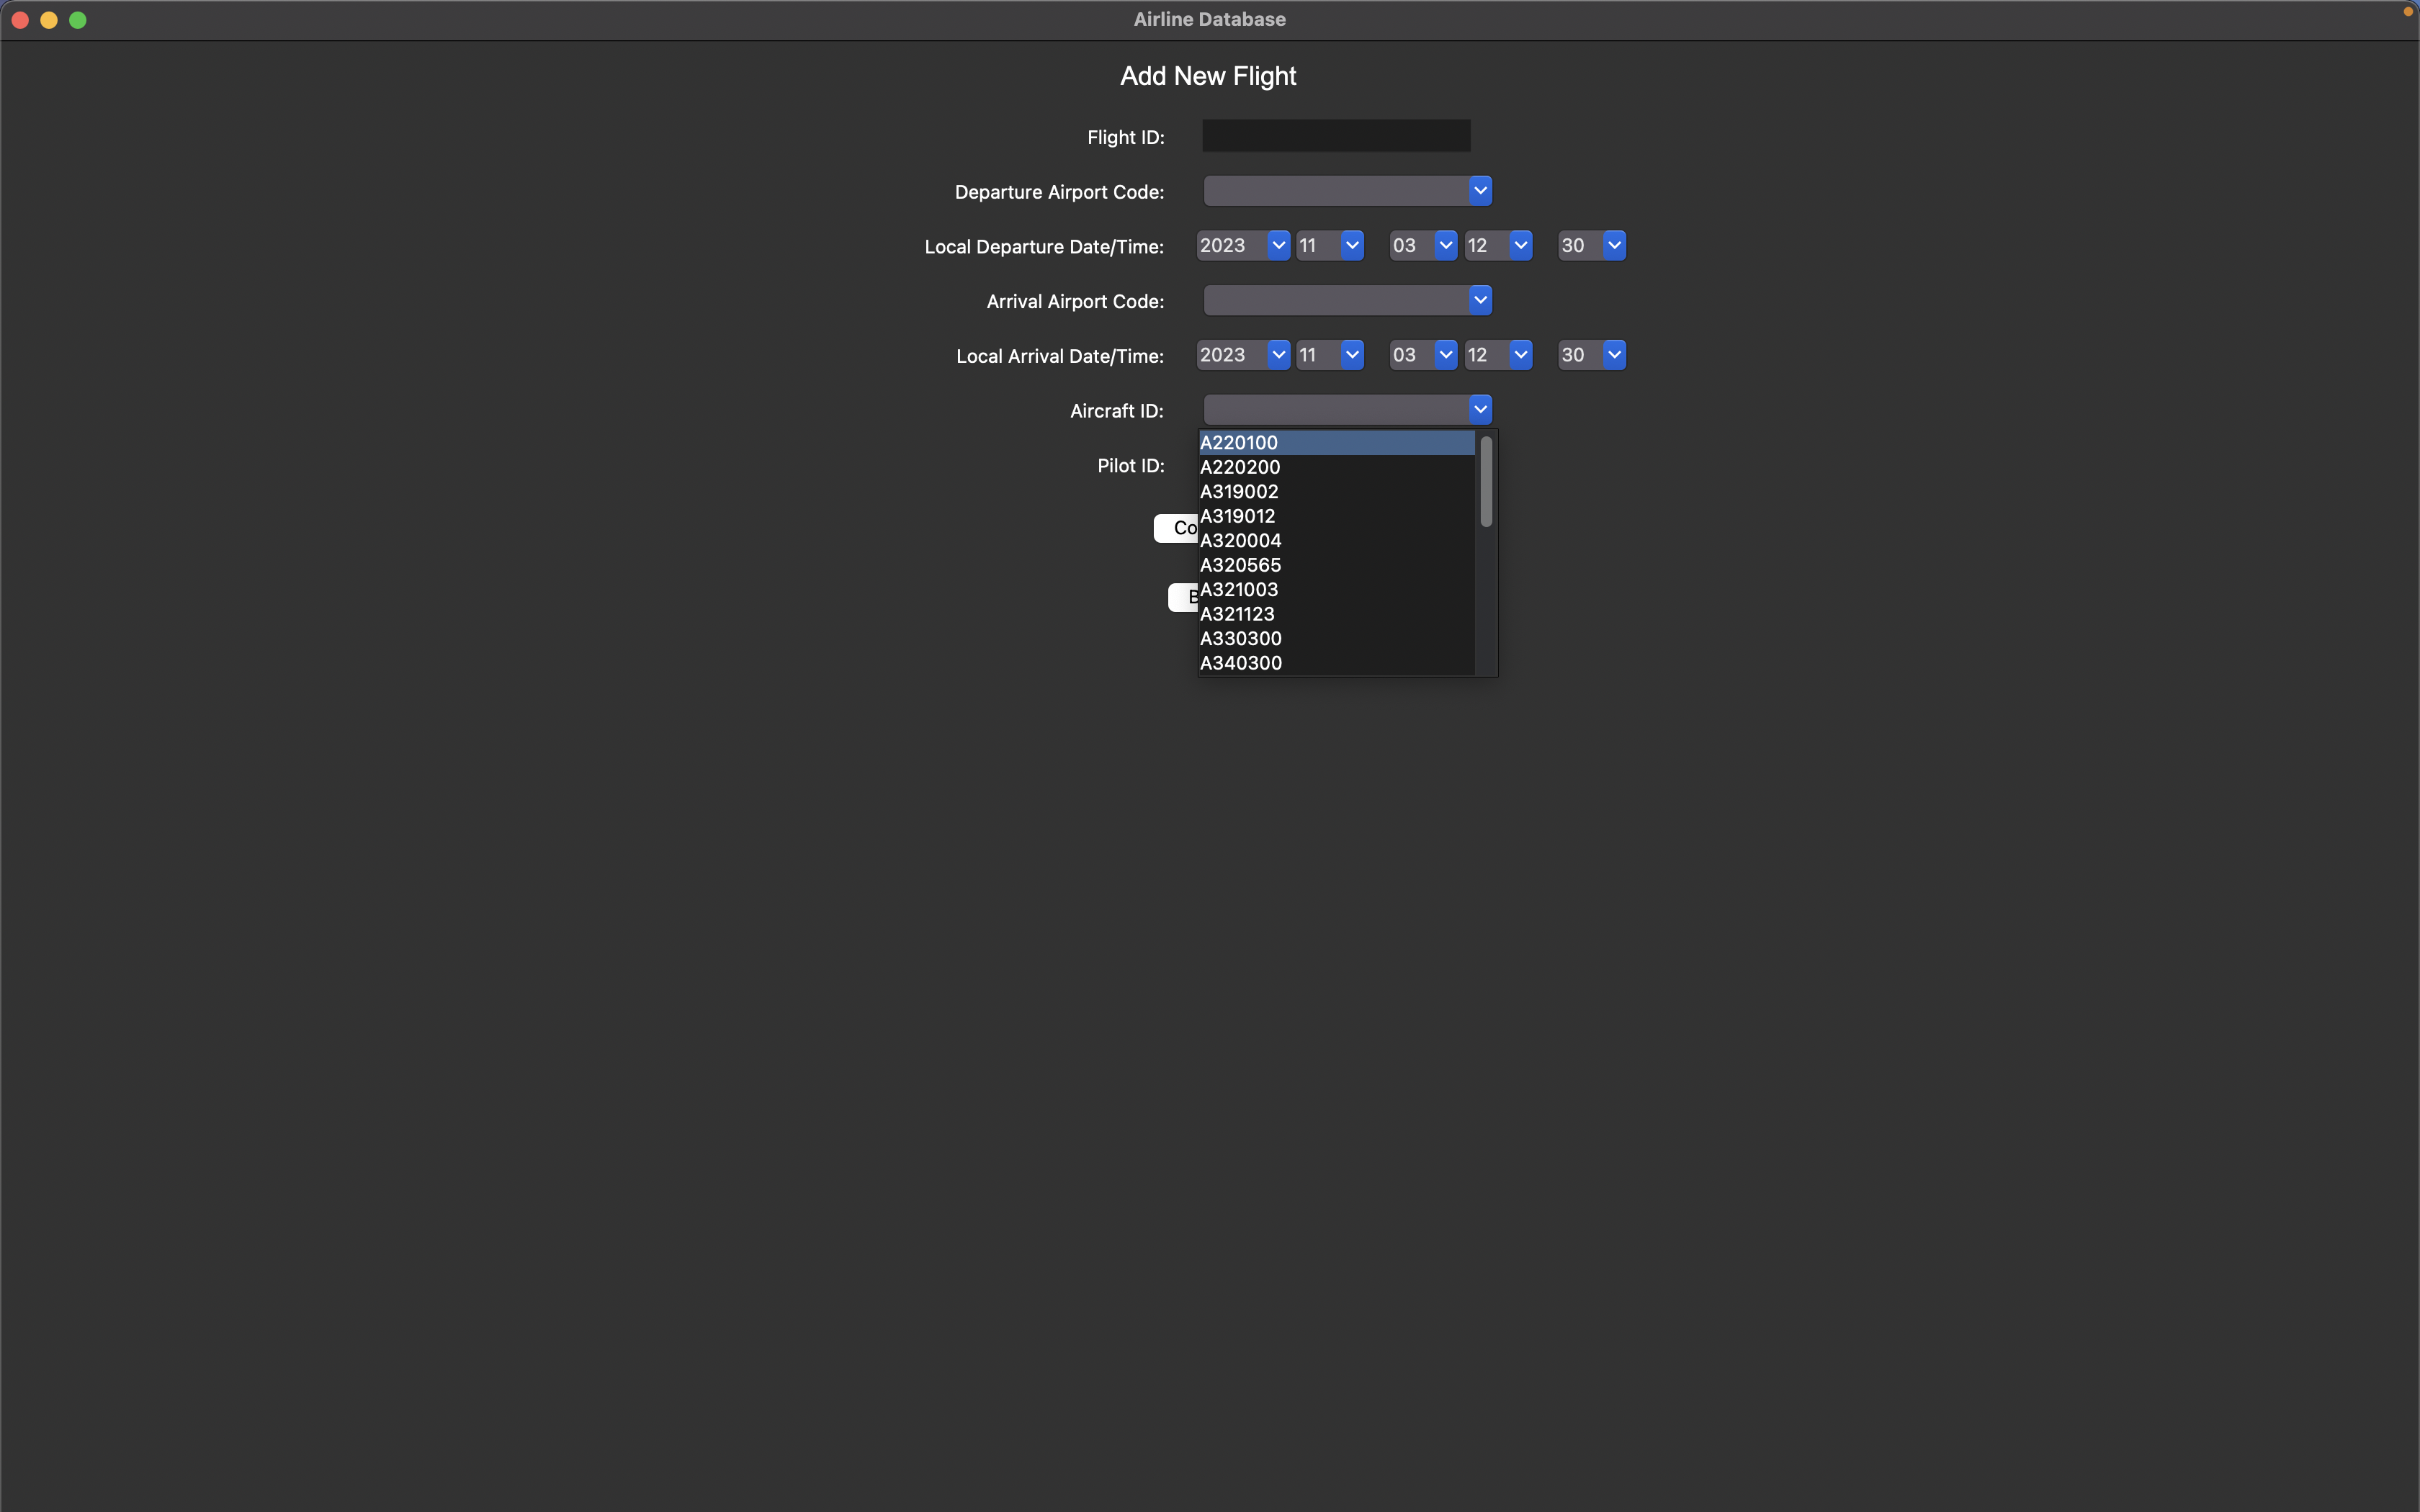 Airline Database
Add New Flight
Flight ID:
Departure Airport Code:
Local Departure Date/Time: 2023 11 03 12 30
Arrival Airport Code:
Local Arrival Date/Time: 2023 11 03 12 30
Aircraft ID:
A220100
Pilot ID:
A220200
A319002
A319012
Co
A320004
A320565
B
A321003
A321123
A330300
A340300